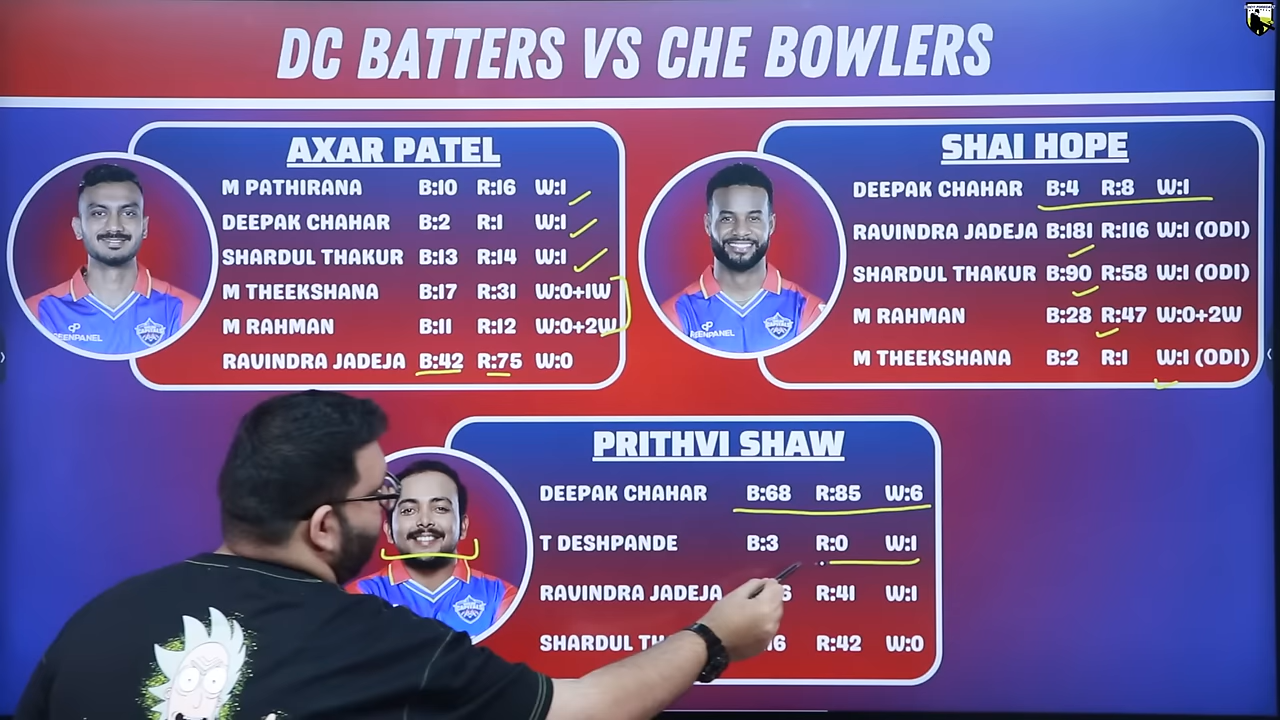 DC BATTERS VS CHE BOWLERS
AXAR PATEL
M PATHIRANA B:10 R:16 W:1
DEEPAK CHAHAR B:2 R:1 W:1
SHARDUL THAKUR B:13 R:14 W:1
M THEEKSHANA B:17 R:31 W:0+1W
M RAHMAN B:11 R:12 W:0+2W
RAVINDRA JADEJA B:42 R:75 W:0
SHAI HOPE
DEEPAK CHAHAR B:4 R:8 W:1
RAVINDRA JADEJA B:181 R:116 W:1 (ODI)
SHARDUL THAKUR B:90 R:58 W:1 (ODI)
M RAHMAN B:28 R:47 W:0+2W
M THEEKSHANA B:2 R:1 W:1 (ODI)
PRITHVI SHAW
DEEPAK CHAHAR B:68 R:85 W:6
T DESHPANDE B:3 R:0 W:1
RAVINDRA JADEJA R:41 W:1
SHARDUL R:42 W:0